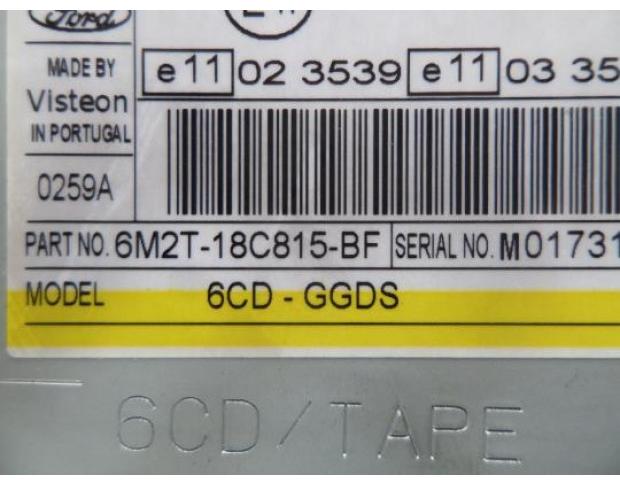 Ford
MADE BY
Visteon
IN PORTUGAL
e11 02 3539 e11 03 35
0259A
PART NO. 6M2T-18C815-BF SERIAL NO. M01731
MODEL 6CD - GGDS
6CD/TAPE